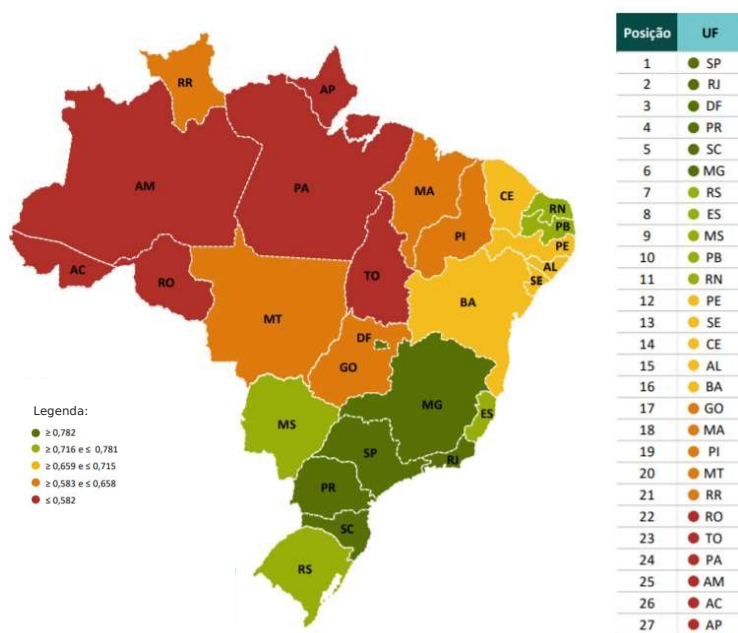 RR
AP
AM
PA
MA
CE
RN
PB
PI
PE
AL
SE
AC
RO
TO
BA
MT
DF
GO
MG
ES
MS
SP
RJ
PR
SC
RS
Legenda:
≥ 0,782
≥ 0,716 e ≤ 0,781
≥ 0,659 e ≤ 0,715
≥ 0,583 e ≤ 0,658
≤ 0,582
Posição UF
1 SP
2 RJ
3 DF
4 PR
5 SC
6 MG
7 RS
8 ES
9 MS
10 PB
11 RN
12 PE
13 SE
14 CE
15 AL
16 BA
17 GO
18 MA
19 PI
20 MT
21 RR
22 RO
23 TO
24 PA
25 AM
26 AC
27 AP